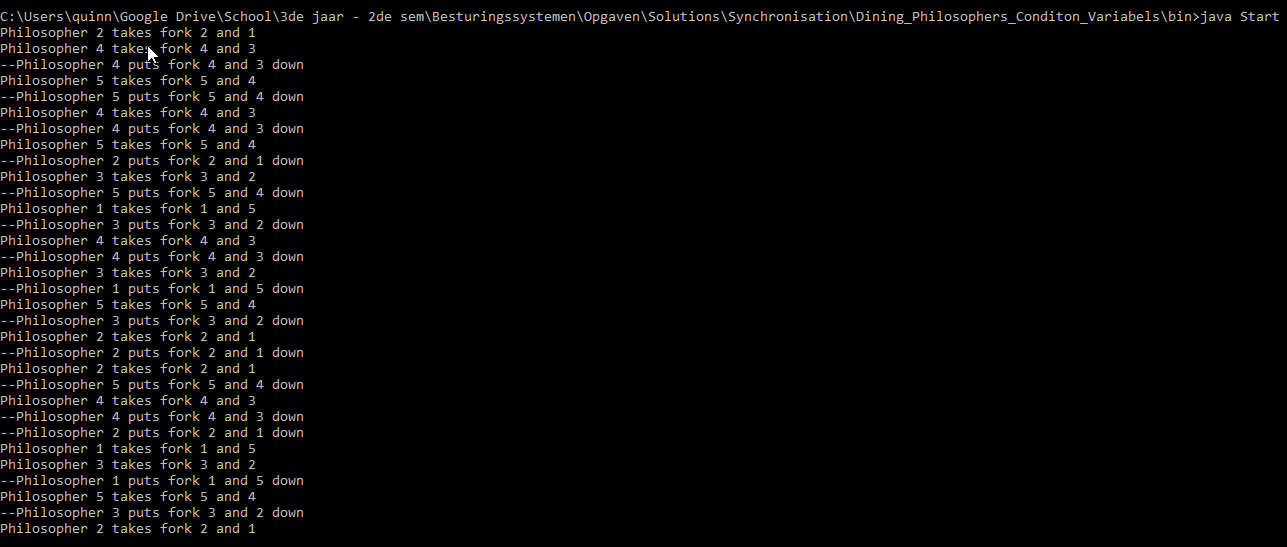 C:\Users\quinn\Google Drive\School\3de jaar - 2de sem\Besturingssystemen\Opgaven\Solutions\Synchronisation\Dining_Philosophers_Conditon_Variabels\bin>java Start
Philosopher 2 takes fork 2 and 1
Philosopher 4 takes fork 4 and 3
--Philosopher 4 puts fork 4 and 3 down
Philosopher 5 takes fork 5 and 4
--Philosopher 5 puts fork 5 and 4 down
Philosopher 4 takes fork 4 and 3
--Philosopher 4 puts fork 4 and 3 down
Philosopher 5 takes fork 5 and 4
--Philosopher 2 puts fork 2 and 1 down
Philosopher 3 takes fork 3 and 2
--Philosopher 5 puts fork 5 and 4 down
Philosopher 1 takes fork 1 and 5
--Philosopher 3 puts fork 3 and 2 down
Philosopher 4 takes fork 4 and 3
--Philosopher 4 puts fork 4 and 3 down
Philosopher 3 takes fork 3 and 2
--Philosopher 1 puts fork 1 and 5 down
Philosopher 5 takes fork 5 and 4
--Philosopher 3 puts fork 3 and 2 down
Philosopher 2 takes fork 2 and 1
--Philosopher 2 puts fork 2 and 1 down
Philosopher 2 takes fork 2 and 1
--Philosopher 5 puts fork 5 and 4 down
Philosopher 4 takes fork 4 and 3
--Philosopher 4 puts fork 4 and 3 down
--Philosopher 2 puts fork 2 and 1 down
Philosopher 1 takes fork 1 and 5
Philosopher 3 takes fork 3 and 2
--Philosopher 1 puts fork 1 and 5 down
Philosopher 5 takes fork 5 and 4
--Philosopher 3 puts fork 3 and 2 down
Philosopher 2 takes fork 2 and 1